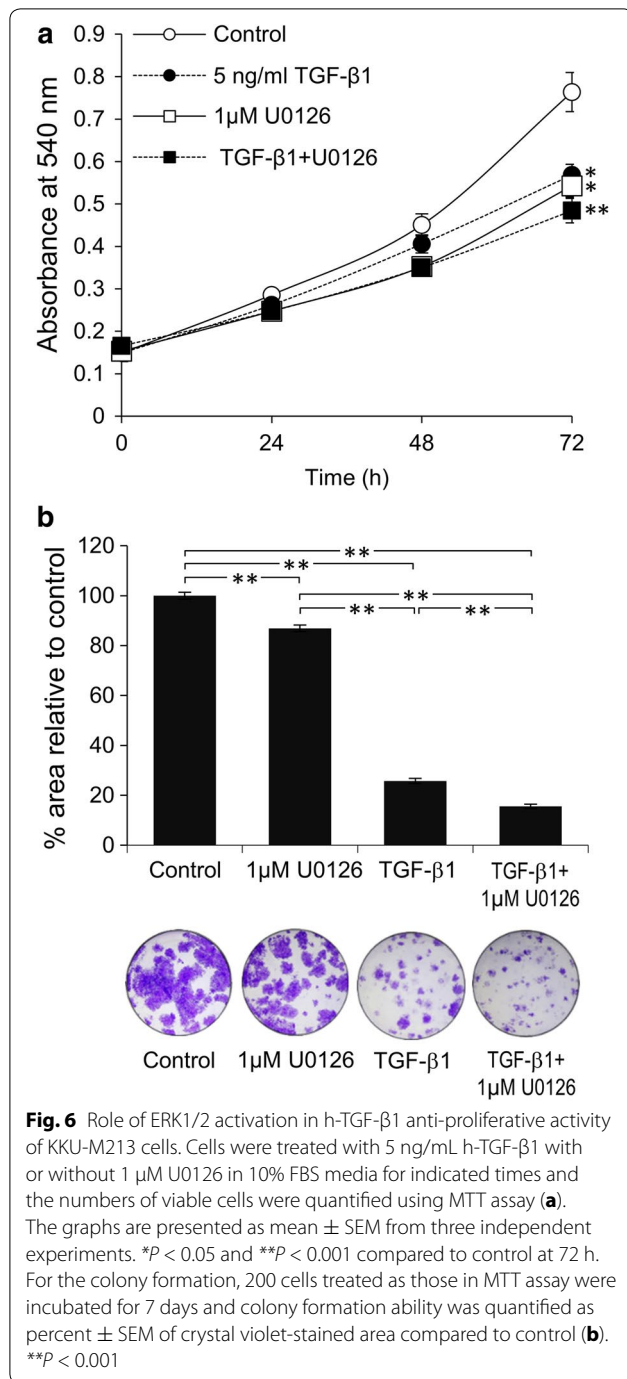 a
0.9
0.8
0.7
0.6
0.5
0.4
0.3
0.2
0.1
0
Absorbance at 540 nm
Control
5 ng/ml TGF-β1
1µM U0126
TGF-β1+U0126
*
*
**
0
24
48
72
Time (h)
b
120
100
80
60
40
20
0
% area relative to control
**
**
**
**
**
**
Control
1µM U0126
TGF-β1
TGF-β1+
1µM U0126
Control
1µM U0126
TGF-β1
TGF-β1+
1µM U0126
Fig. 6 Role of ERK1/2 activation in h-TGF-β1 anti-proliferative activity
of KKU-M213 cells. Cells were treated with 5 ng/mL h-TGF-β1 with
or without 1 µM U0126 in 10% FBS media for indicated times and
the numbers of viable cells were quantified using MTT assay (a).
The graphs are presented as mean ± SEM from three independent
experiments. *P < 0.05 and **P < 0.001 compared to control at 72 h.
For the colony formation, 200 cells treated as those in MTT assay were
incubated for 7 days and colony formation ability was quantified as
percent ± SEM of crystal violet-stained area compared to control (b).
**P < 0.001